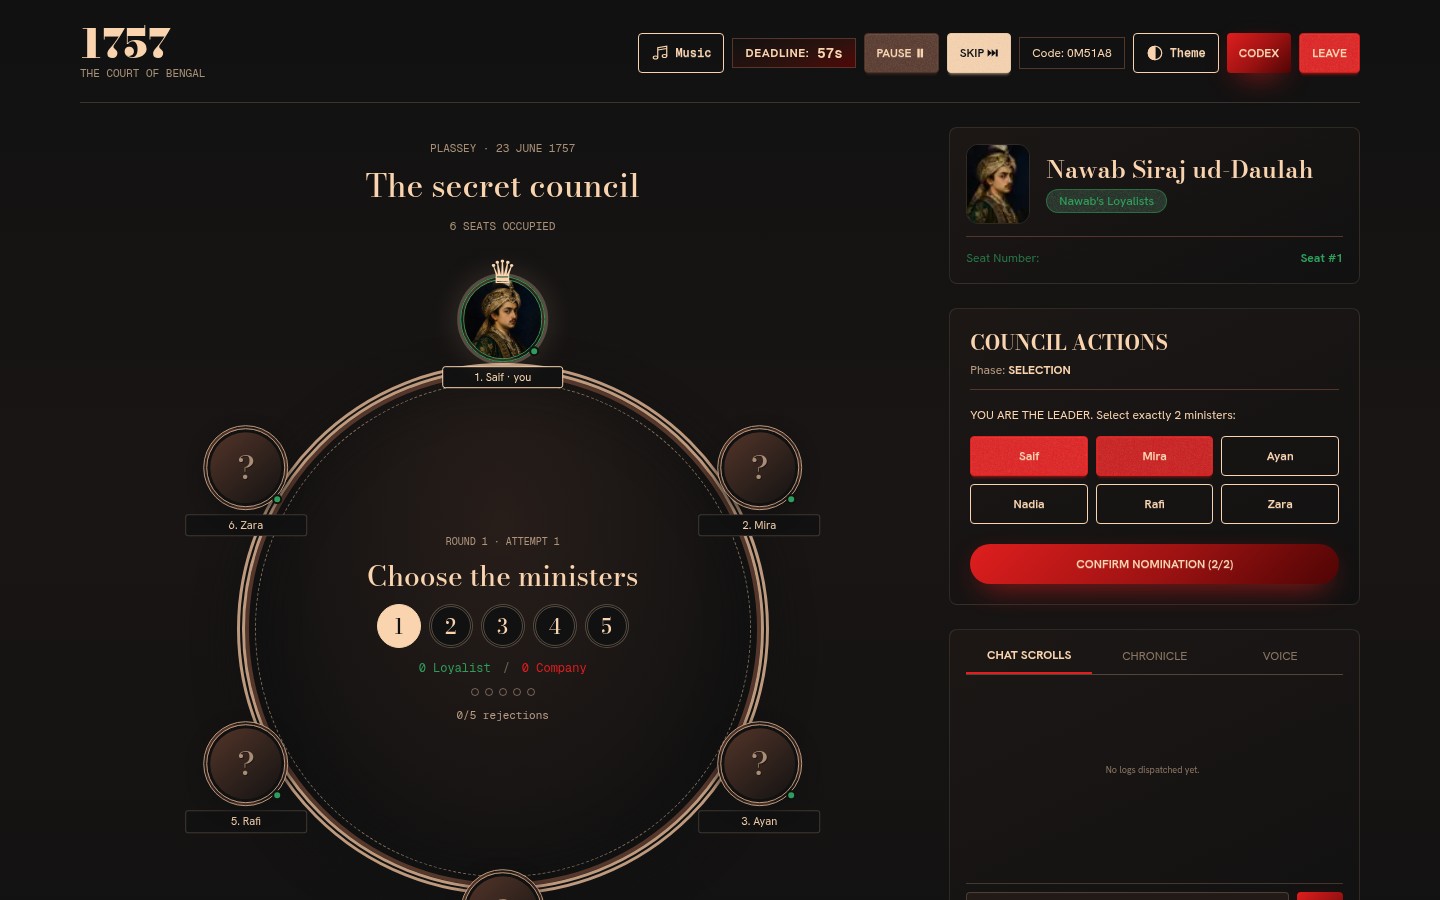 1757
THE COURT OF BENGAL
Music
DEADLINE: 57s
PAUSE ⏸
SKIP ⏭
Code: 0M51A8
Theme
CODEX
LEAVE
PLASSEY · 23 JUNE 1757
The secret council
6 SEATS OCCUPIED
1. Saif · you
? ?
6. Zara
2. Mira
ROUND 1 · ATTEMPT 1
Choose the ministers
1 2 3 4 5
0 Loyalist / 0 Company
0/5 rejections
? ?
5. Rafi
3. Ayan
Nawab Siraj ud-Daulah
Nawab's Loyalists
Seat Number: Seat #1
COUNCIL ACTIONS
Phase: SELECTION
YOU ARE THE LEADER. Select exactly 2 ministers:
Saif Mira Ayan
Nadia Rafi Zara
CONFIRM NOMINATION (2/2)
CHAT SCROLLS CHRONICLE VOICE
No logs dispatched yet.